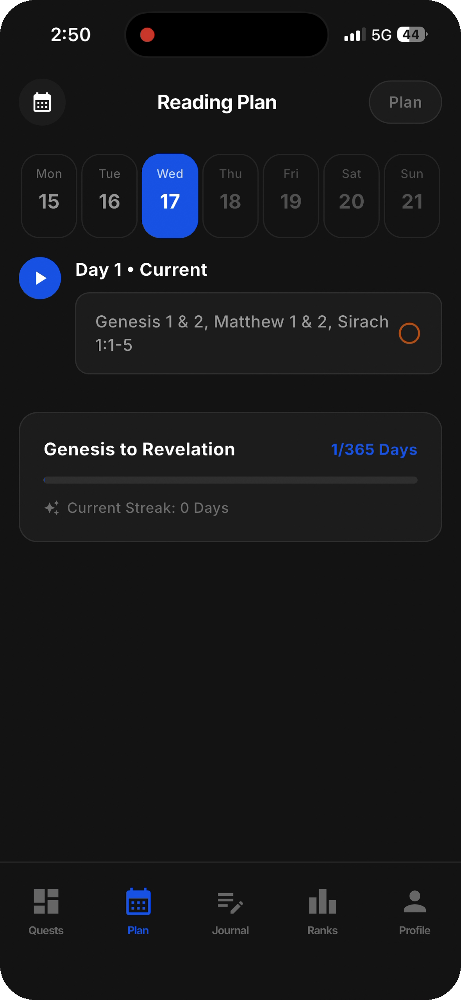 2:50
5G
44
Reading Plan
Plan
Mon
Tue
Wed
Thu
Fri
Sat
Sun
15
16
17
18
19
20
21
Day 1 • Current
Genesis 1 & 2, Matthew 1 & 2, Sirach
1:1-5
Genesis to Revelation
1/365 Days
Current Streak: 0 Days
Quests
Plan
Journal
Ranks
Profile